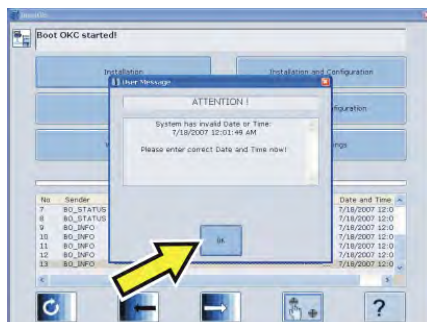 Boot OKC started!
Installation
Installation and Configuration
User Message
ATTENTION !
System has invalid Date or Time:
7/18/2007 12:01:49 AM
Please enter correct Date and Time now!
No Sender Date and Time
7 BO_STATUS 7/18/2007 12:0
8 BO_STATUS 7/18/2007 12:0
9 BO_INFO 7/18/2007 12:0
10 BO_INFO 7/18/2007 12:0
11 BO_INFO 7/18/2007 12:0
12 BO_INFO 7/18/2007 12:0
13 BO_INFO 7/18/2007 12:0
?